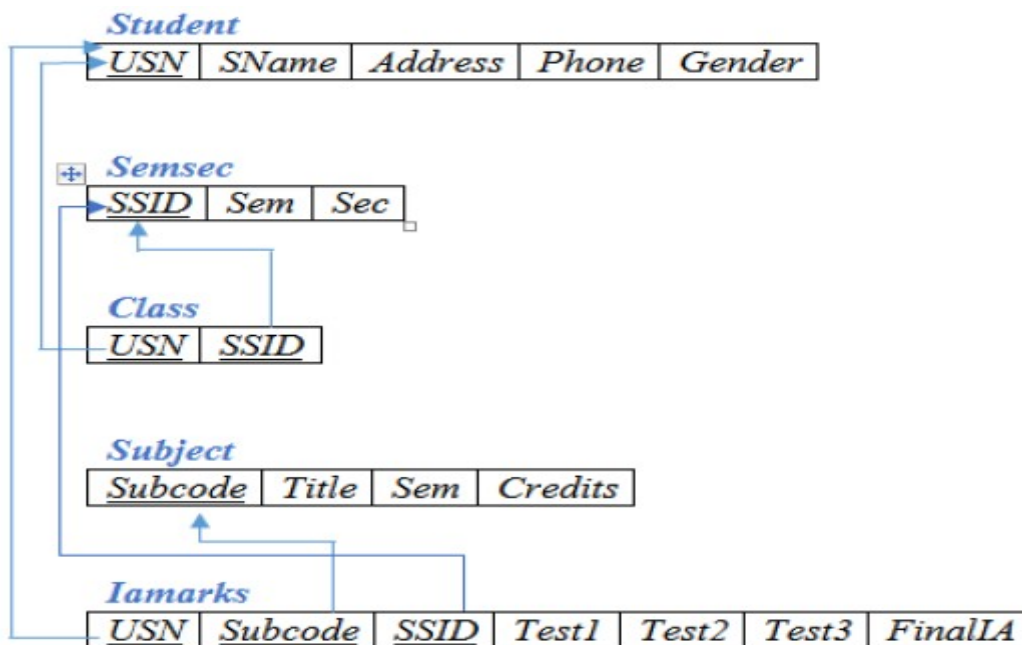 Student
USN SName Address Phone Gender
Semsec
SSID Sem Sec
Class
USN SSID
Subject
Subcode Title Sem Credits
Iamarks
USN Subcode SSID Test1 Test2 Test3 FinalIA